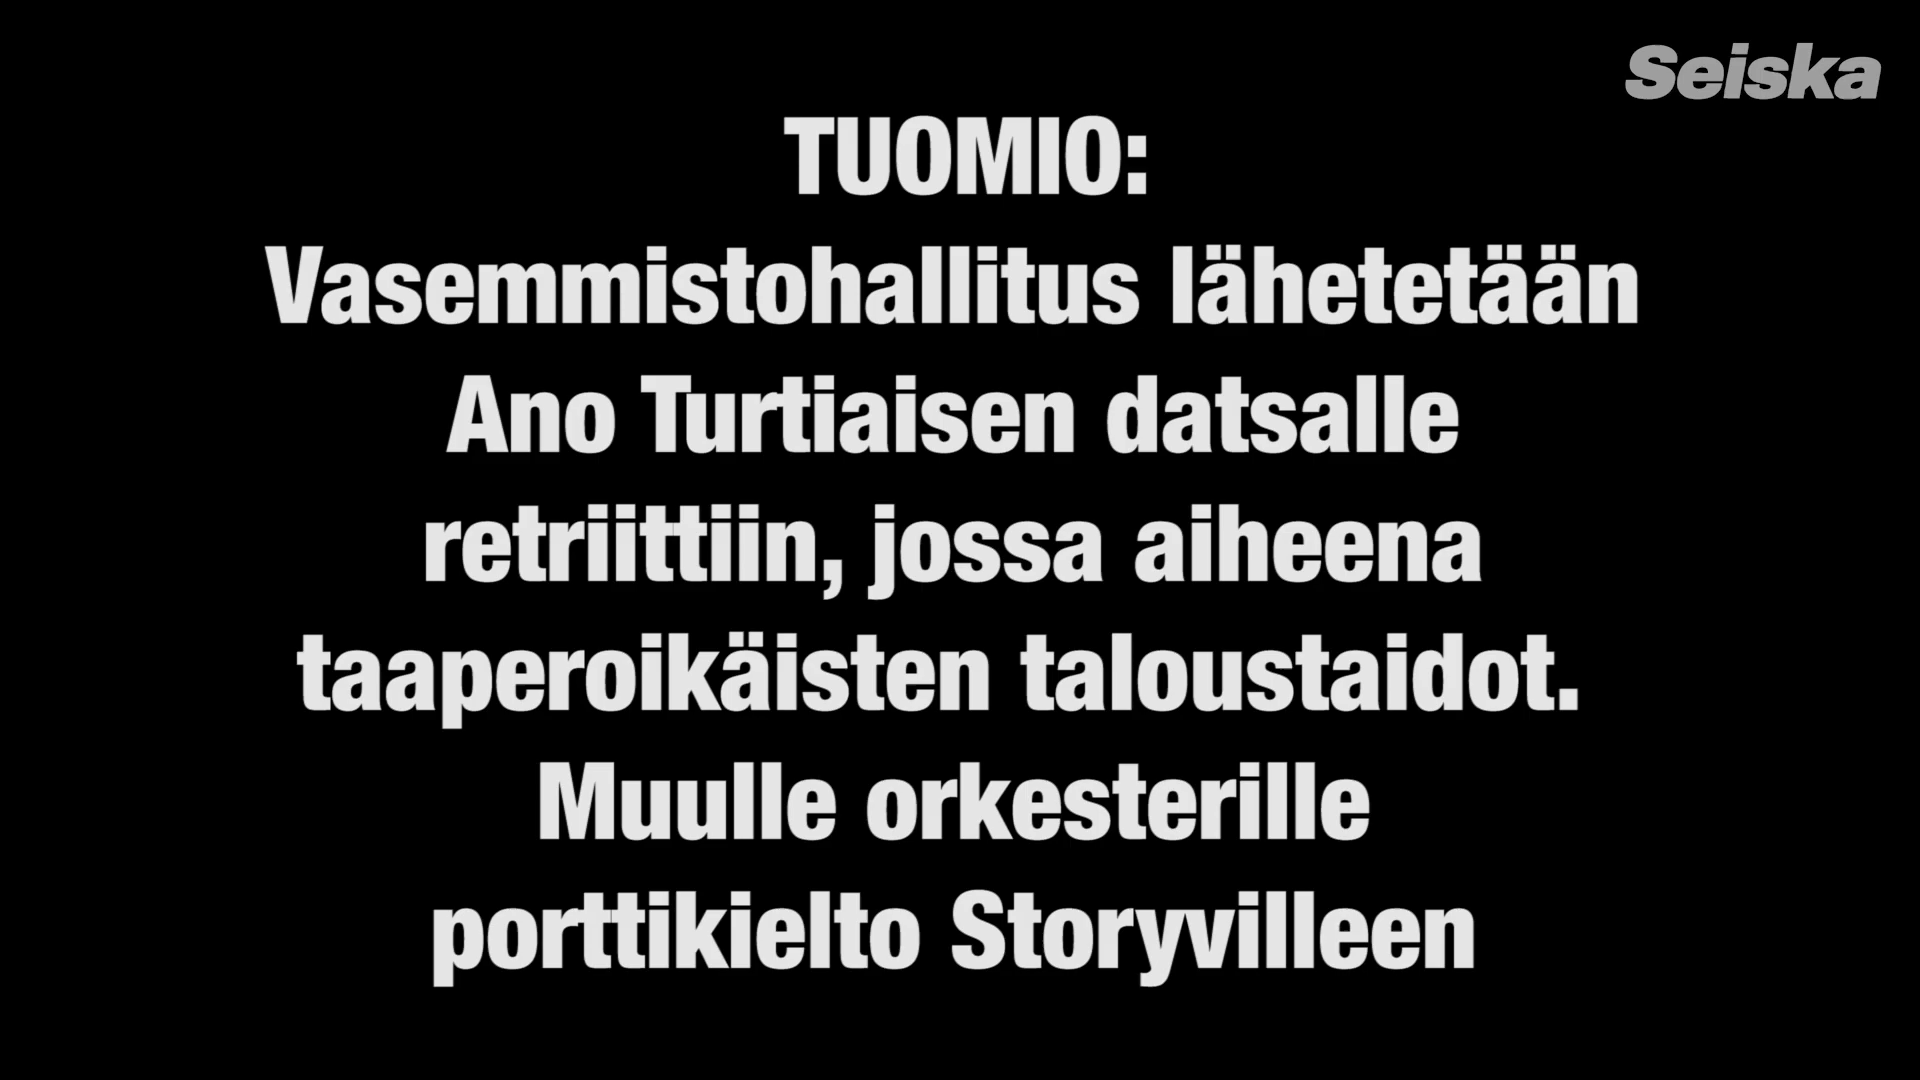 Seiska
TUOMIO:
Vasemmistohallitus lähetetään
Ano Turtiaisen datsalle
retriittiin, jossa aiheena
taaperoikäisten taloustaidot.
Muulle orkesterille
porttikielto Storyvilleen